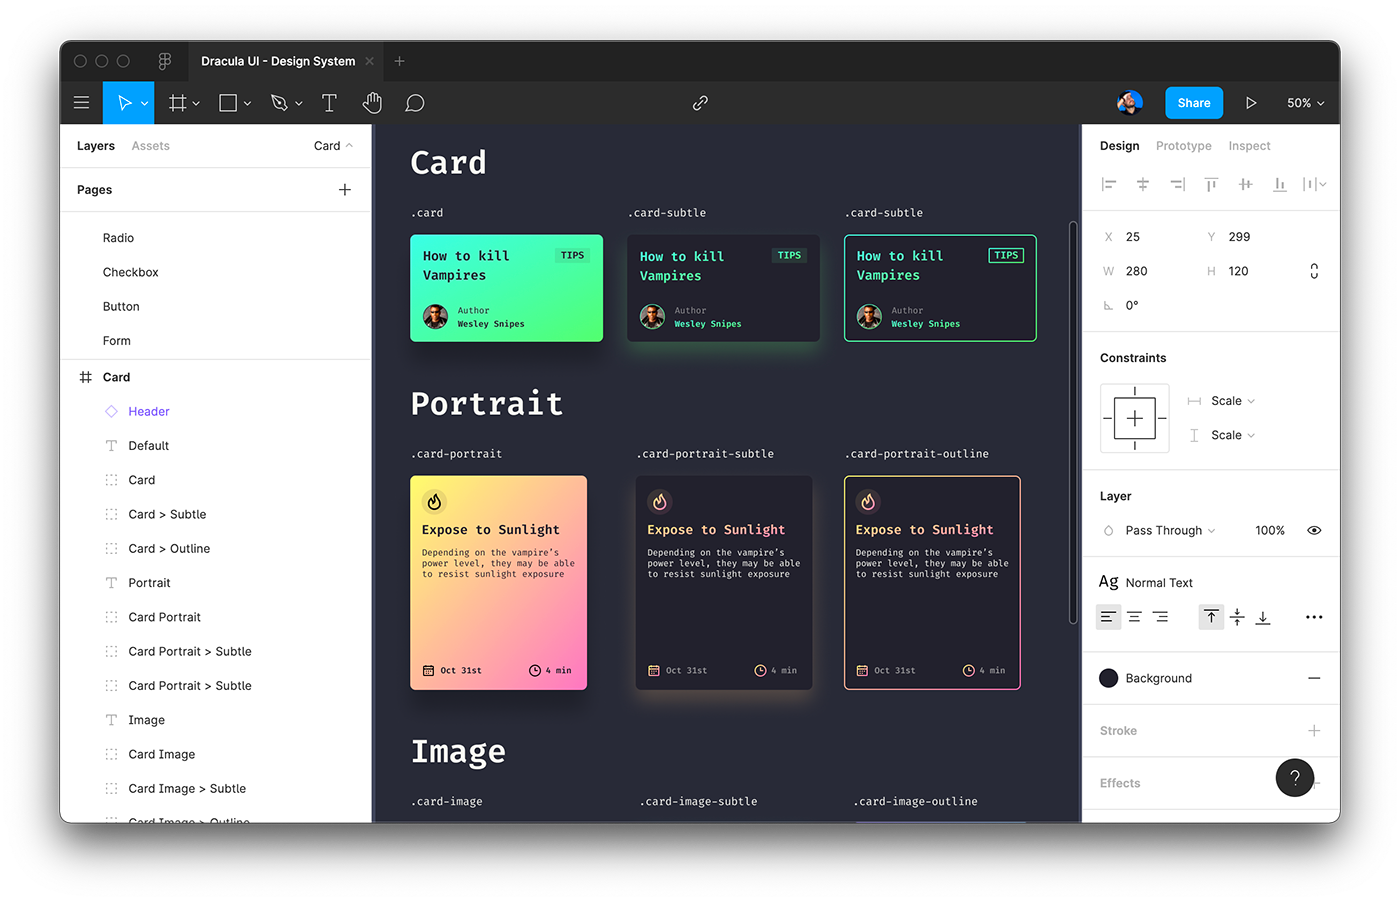 Dracula UI - Design System
Share
50%
Layers
Assets
Card
Pages
Radio
Checkbox
Button
Form
Card
Header
Default
Card
Card > Subtle
Card > Outline
Portrait
Card Portrait
Card Portrait > Subtle
Card Portrait > Subtle
Image
Card Image
Card Image > Subtle
Card Image > Outline
Card
.card
.card-subtle
.card-subtle
How to kill
Vampires
TIPS
Author
Wesley Snipes
How to kill
Vampires
TIPS
Author
Wesley Snipes
How to kill
Vampires
TIPS
Author
Wesley Snipes
Portrait
.card-portrait
.card-portrait-subtle
.card-portrait-outline
Expose to Sunlight
Depending on the vampire’s
power level, they may be able
to resist sunlight exposure
Oct 31st
4 min
Expose to Sunlight
Depending on the vampire’s
power level, they may be able
to resist sunlight exposure
Oct 31st
4 min
Expose to Sunlight
Depending on the vampire’s
power level, they may be able
to resist sunlight exposure
Oct 31st
4 min
Image
.card-image
.card-image-subtle
.card-image-outline
Design
Prototype
Inspect
X 25
Y 299
W 280
H 120
0°
Constraints
Scale
Scale
Layer
Pass Through
100%
Ag Normal Text
Background
Stroke
Effects
?